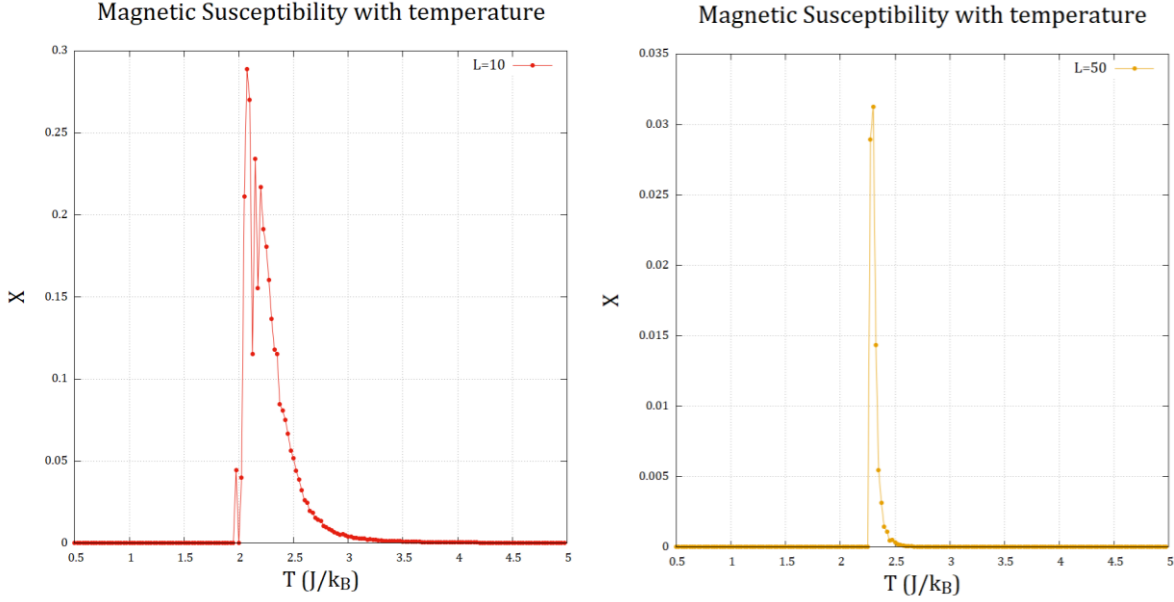 Magnetic Susceptibility with temperature
L=10
0.3
0.25
0.2
0.15
0.1
0.05
0
X
0.5 1 1.5 2 2.5 3 3.5 4 4.5 5
T (J/kB)
Magnetic Susceptibility with temperature
L=50
0.035
0.03
0.025
0.02
0.015
0.01
0.005
0
X
0.5 1 1.5 2 2.5 3 3.5 4 4.5 5
T (J/kB)